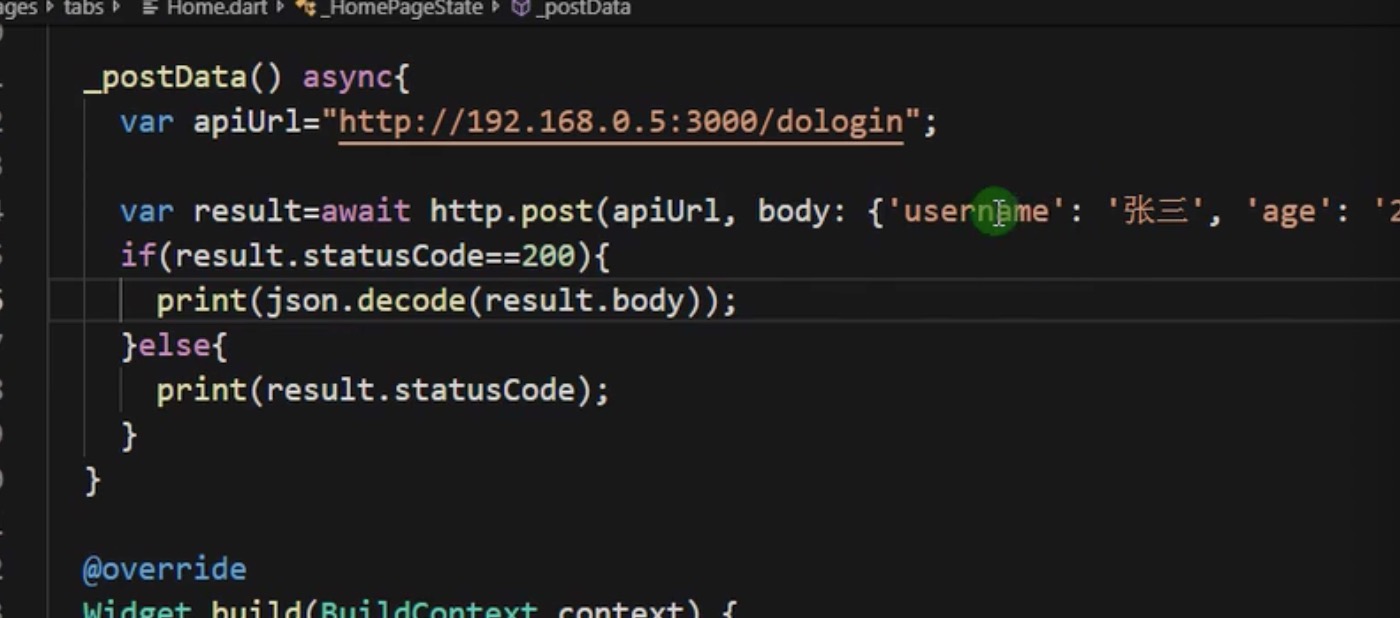 tabs Home.dart _HomePageState _postData
_postData() async{
var apiUrl="http://192.168.0.5:3000/dologin";
var result=await http.post(apiUrl, body: {'username': '张三', 'age': '2
if(result.statusCode==200){
print(json.decode(result.body));
}else{
print(result.statusCode);
}
}
@override
Widget build(BuildContext context) {